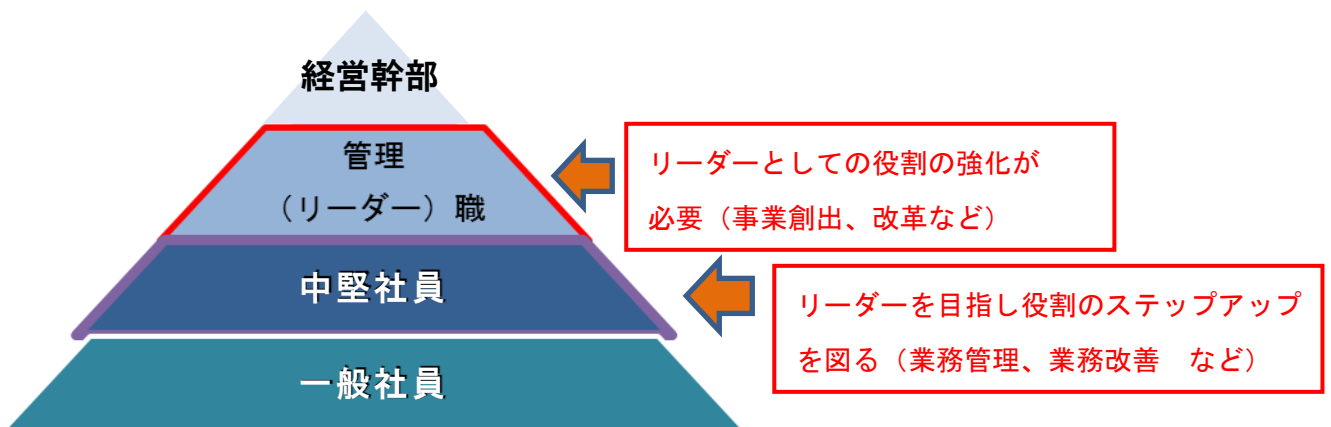 経営幹部
管理
（リーダー）職
リーダーとしての役割の強化が
必要（事業創出、改革など）
中堅社員
リーダーを目指し役割のステップアップ
を図る（業務管理、業務改善　など）
一般社員